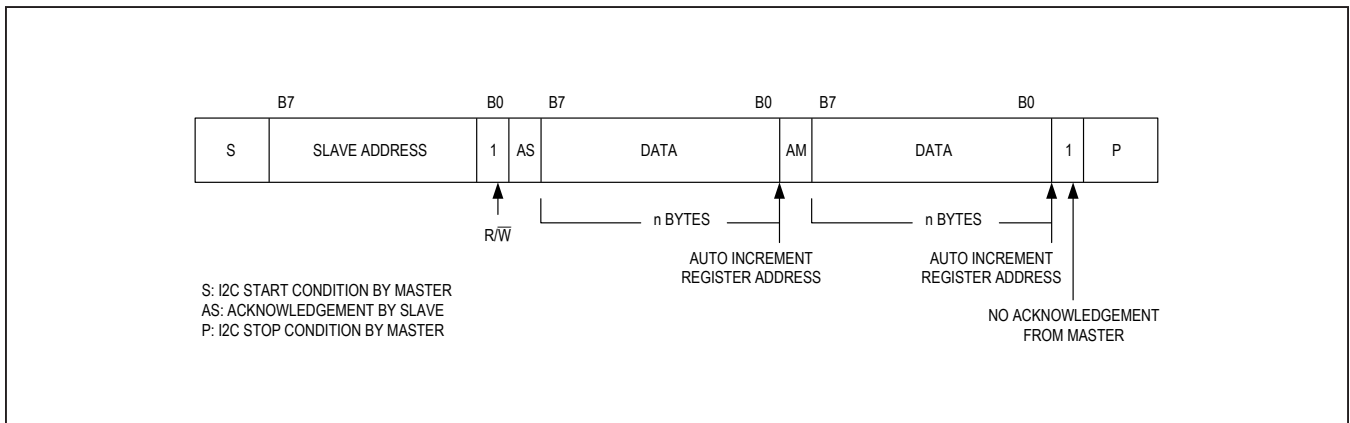 B7 B0 B7 B0 B7 B0
S SLAVE ADDRESS 1 AS DATA AM DATA 1 P
n BYTES n BYTES
R/W̅
AUTO INCREMENT
REGISTER ADDRESS
AUTO INCREMENT
REGISTER ADDRESS
S: I2C START CONDITION BY MASTER
AS: ACKNOWLEDGEMENT BY SLAVE
P: I2C STOP CONDITION BY MASTER
NO ACKNOWLEDGEMENT
FROM MASTER